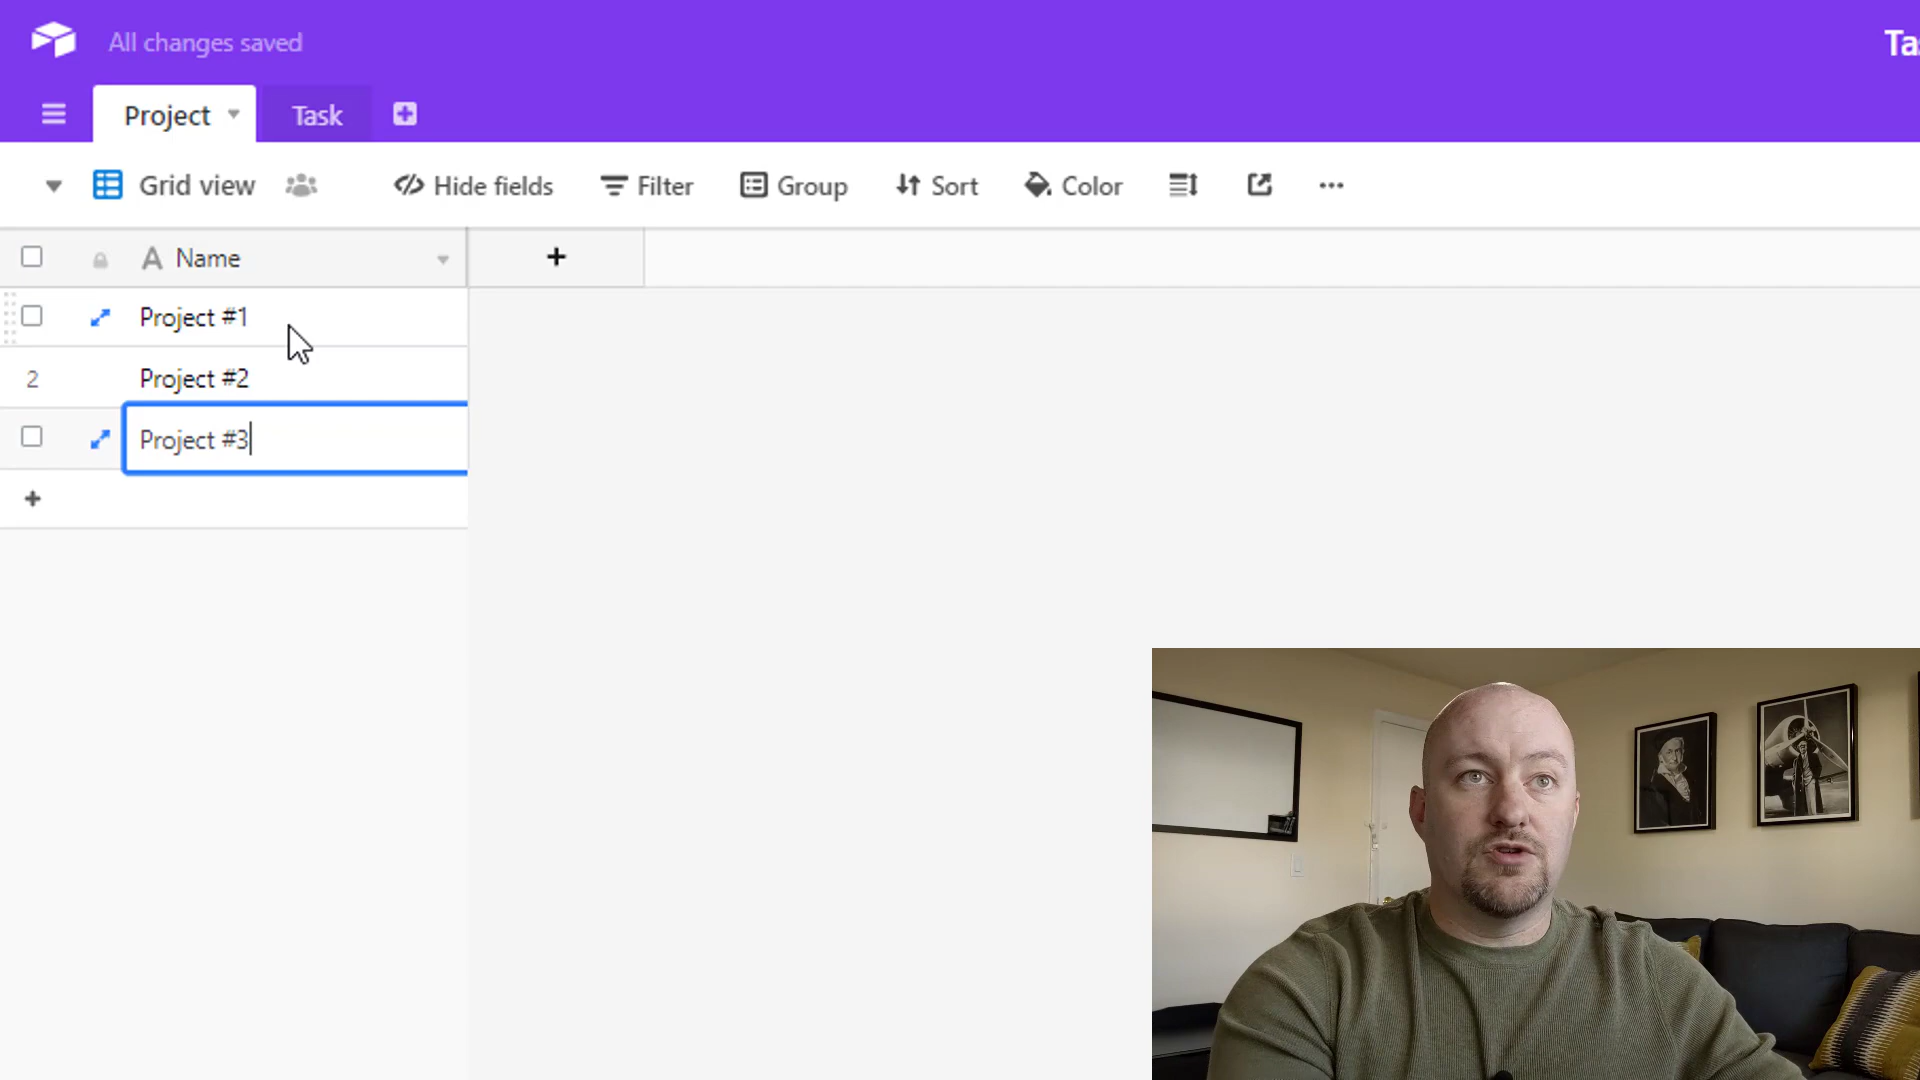 All changes saved
Ta
Project Task
Grid view Hide fields Filter Group Sort Color
A Name
Project #1
2 Project #2
Project #3